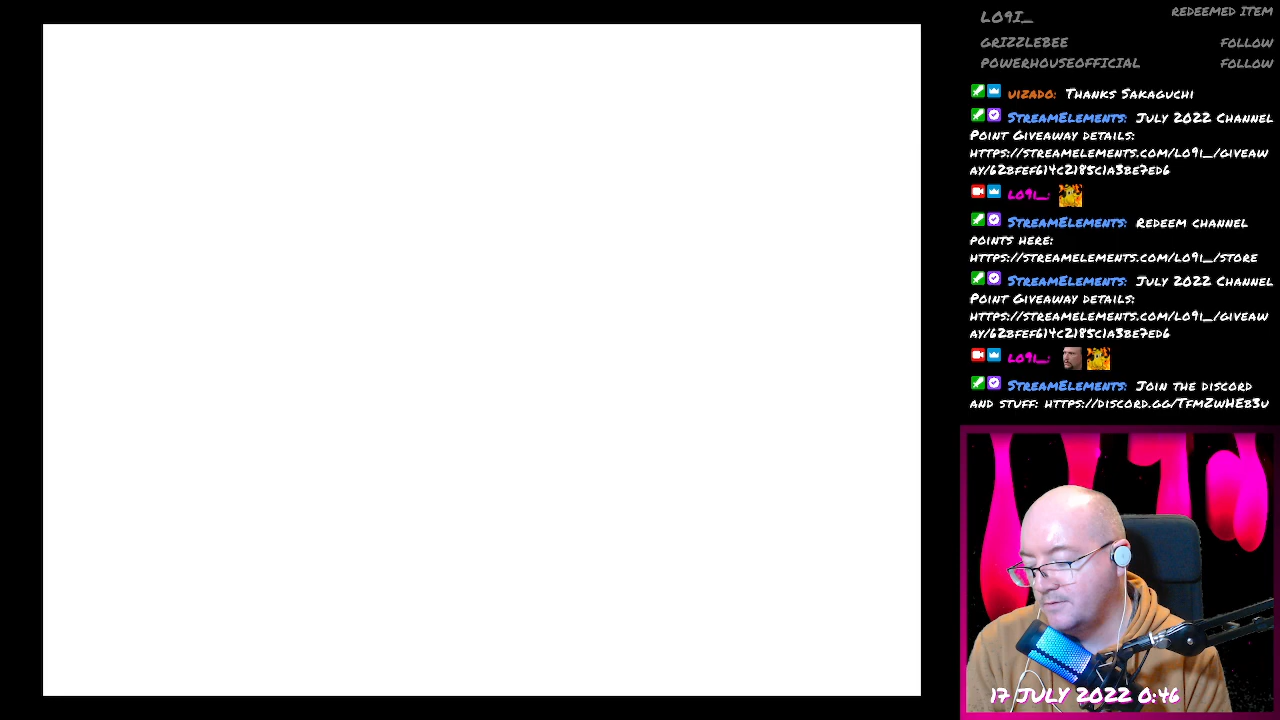 LO9I_ REDEEMED ITEM
GRIZZLEBEE FOLLOW
POWERHOUSEOFFICIAL FOLLOW
UIZADO: THANKS SAKAGUCHI
STREAMELEMENTS: JULY 2022 CHANNEL
POINT GIVEAWAY DETAILS:
HTTPS://STREAMELEMENTS.COM/LO9I_/GIVEAW
AY/62BFEF614C2185C1A3BE7ED6
LO9I_:
STREAMELEMENTS: REDEEM CHANNEL
POINTS HERE:
HTTPS://STREAMELEMENTS.COM/LO9I_/STORE
STREAMELEMENTS: JULY 2022 CHANNEL
POINT GIVEAWAY DETAILS:
HTTPS://STREAMELEMENTS.COM/LO9I_/GIVEAW
AY/62BFEF614C2185C1A3BE7ED6
LO9I_:
STREAMELEMENTS: JOIN THE DISCORD
AND STUFF: HTTPS://DISCORD.GG/TFMZWHEB3U
17 JULY 2022 0:46